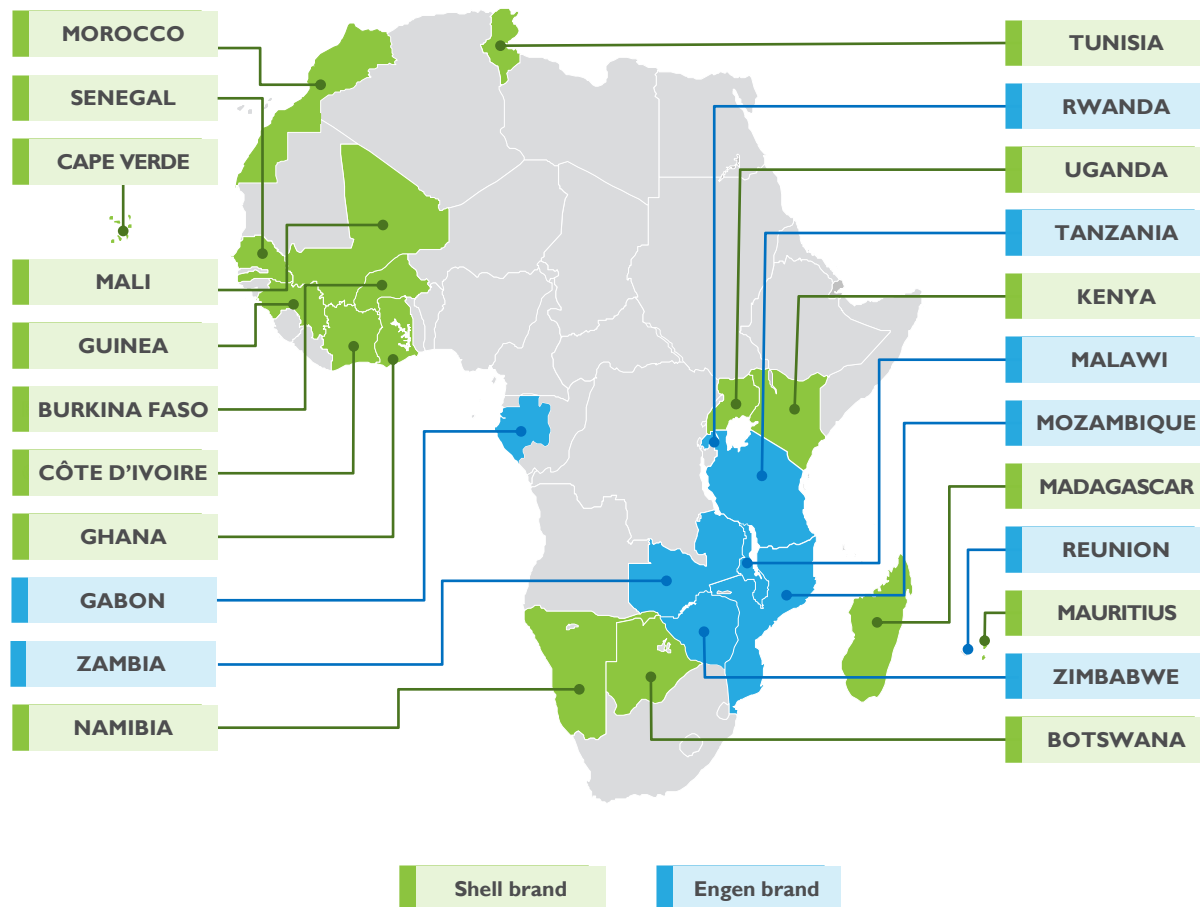 MOROCCO
SENEGAL
CAPE VERDE
MALI
GUINEA
BURKINA FASO
CÔTE D’IVOIRE
GHANA
GABON
ZAMBIA
NAMIBIA
TUNISIA
RWANDA
UGANDA
TANZANIA
KENYA
MALAWI
MOZAMBIQUE
MADAGASCAR
REUNION
MAURITIUS
ZIMBABWE
BOTSWANA
Shell brand
Engen brand